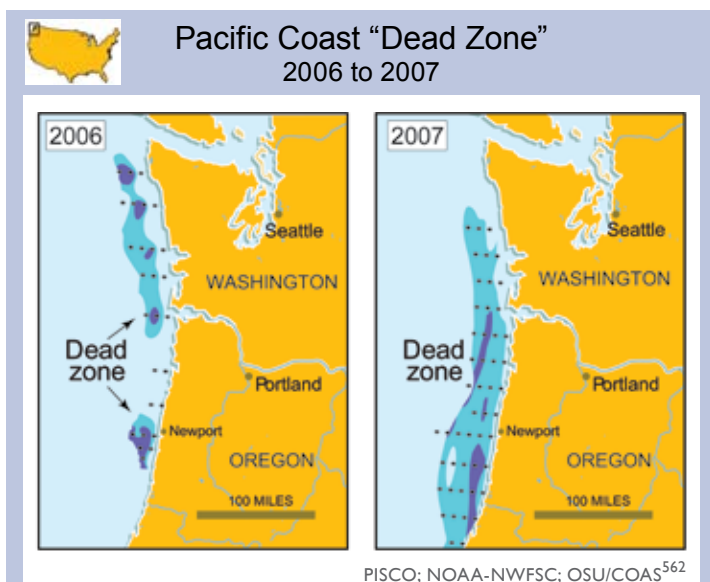 Pacific Coast “Dead Zone”
2006 to 2007
2006
Seattle
WASHINGTON
Dead
zone
Portland
Newport
OREGON
100 MILES
2007
Seattle
WASHINGTON
Dead
zone
Portland
Newport
OREGON
100 MILES
PISCO; NOAA-NWFSC; OSU/COAS562